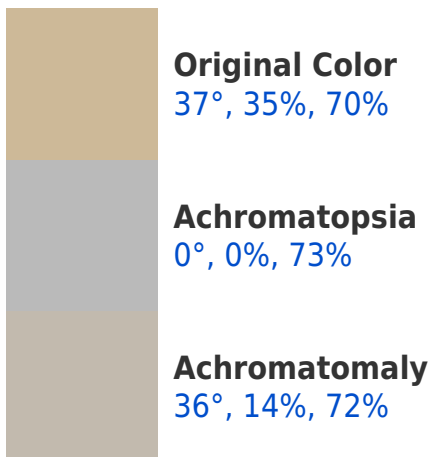 Original Color
37°, 35%, 70%
Achromatopsia
0°, 0%, 73%
Achromatomaly
36°, 14%, 72%